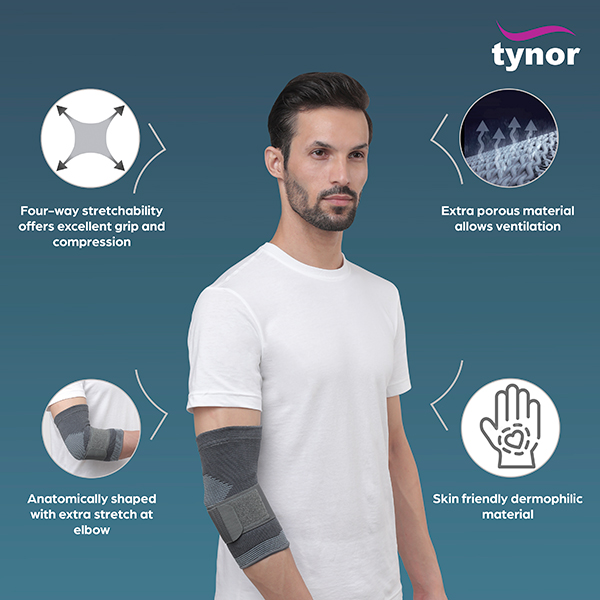 tynor
Four-way stretchability
offers excellent grip and
compression
Extra porous material
allows ventilation
Anatomically shaped
with extra stretch at
elbow
Skin friendly dermophilic
material